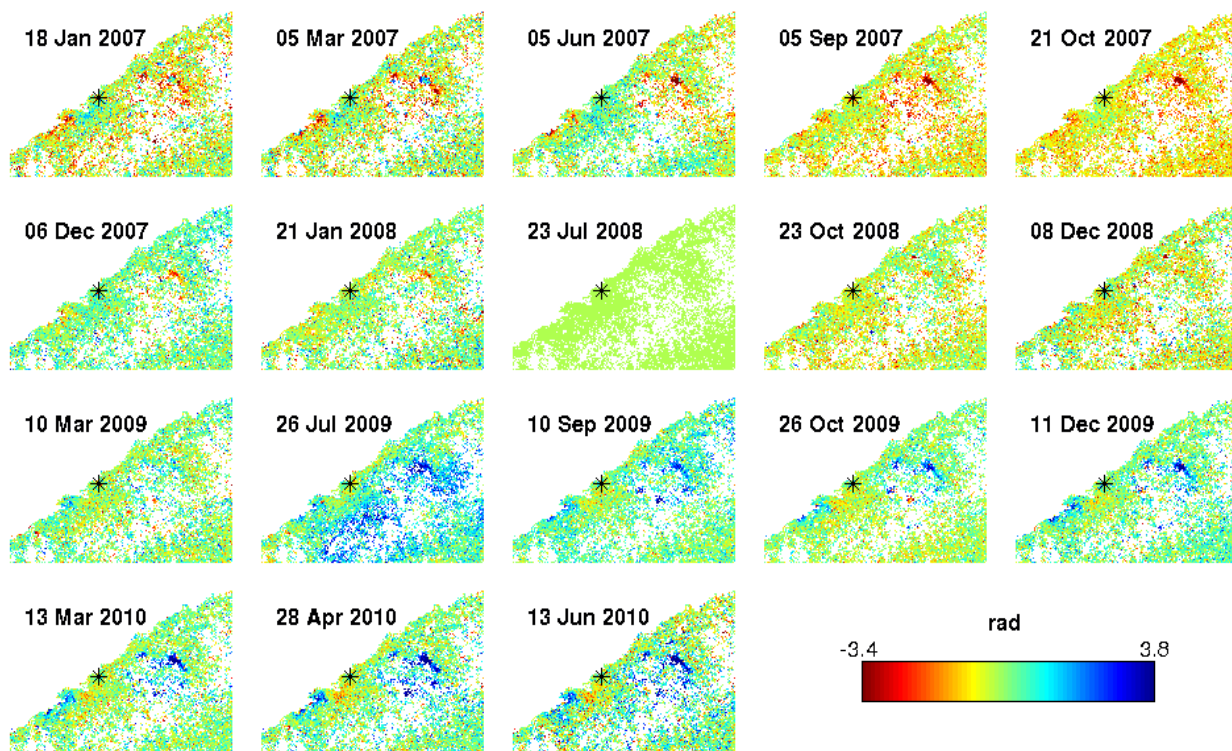 18 Jan 2007 05 Mar 2007 05 Jun 2007 05 Sep 2007 21 Oct 2007
06 Dec 2007 21 Jan 2008 23 Jul 2008 23 Oct 2008 08 Dec 2008
10 Mar 2009 26 Jul 2009 10 Sep 2009 26 Oct 2009 11 Dec 2009
13 Mar 2010 28 Apr 2010 13 Jun 2010
rad
-3.4 3.8